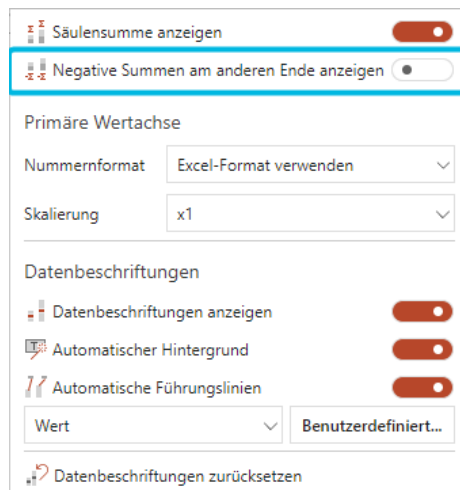 Säulensumme anzeigen
Negative Summen am anderen Ende anzeigen
Primäre Wertachse
Nummernformat Excel-Format verwenden
Skalierung x1
Datenbeschriftungen
Datenbeschriftungen anzeigen
Automatischer Hintergrund
Automatische Führungslinien
Wert Benutzerdefiniert...
Datenbeschriftungen zurücksetzen